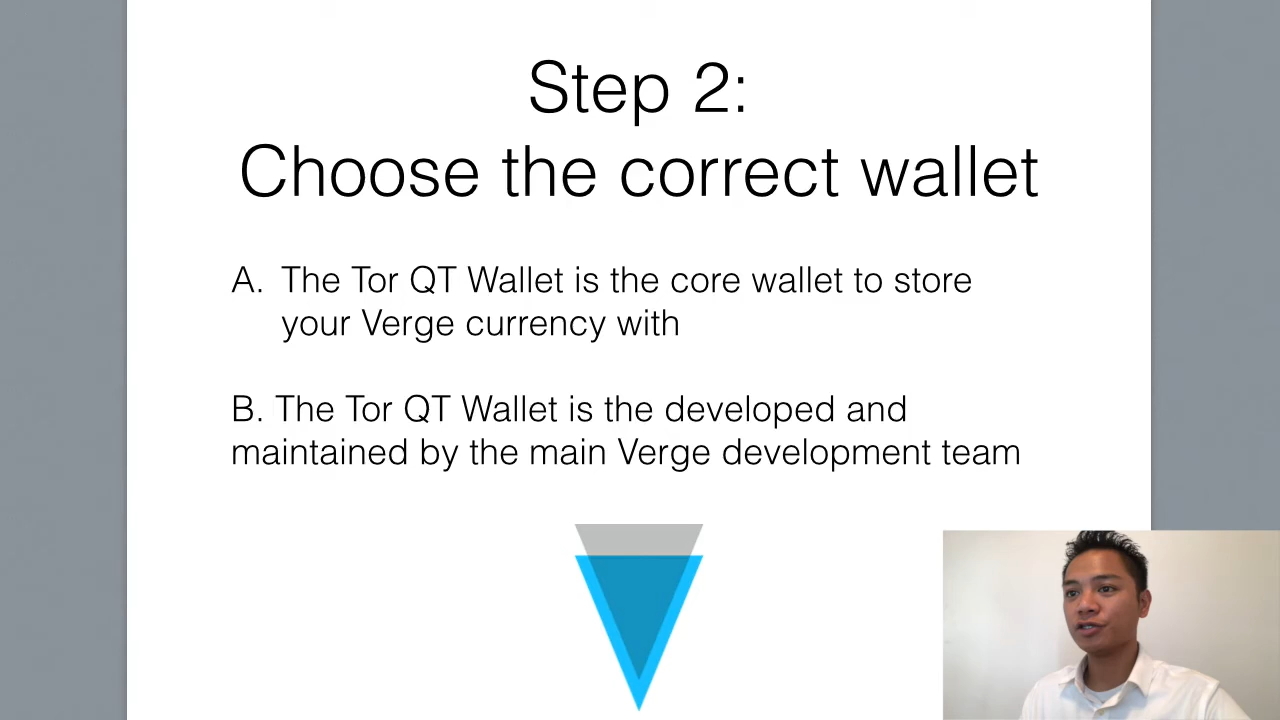 Step 2:
Choose the correct wallet
A. The Tor QT Wallet is the core wallet to store
your Verge currency with
B. The Tor QT Wallet is the developed and
maintained by the main Verge development team